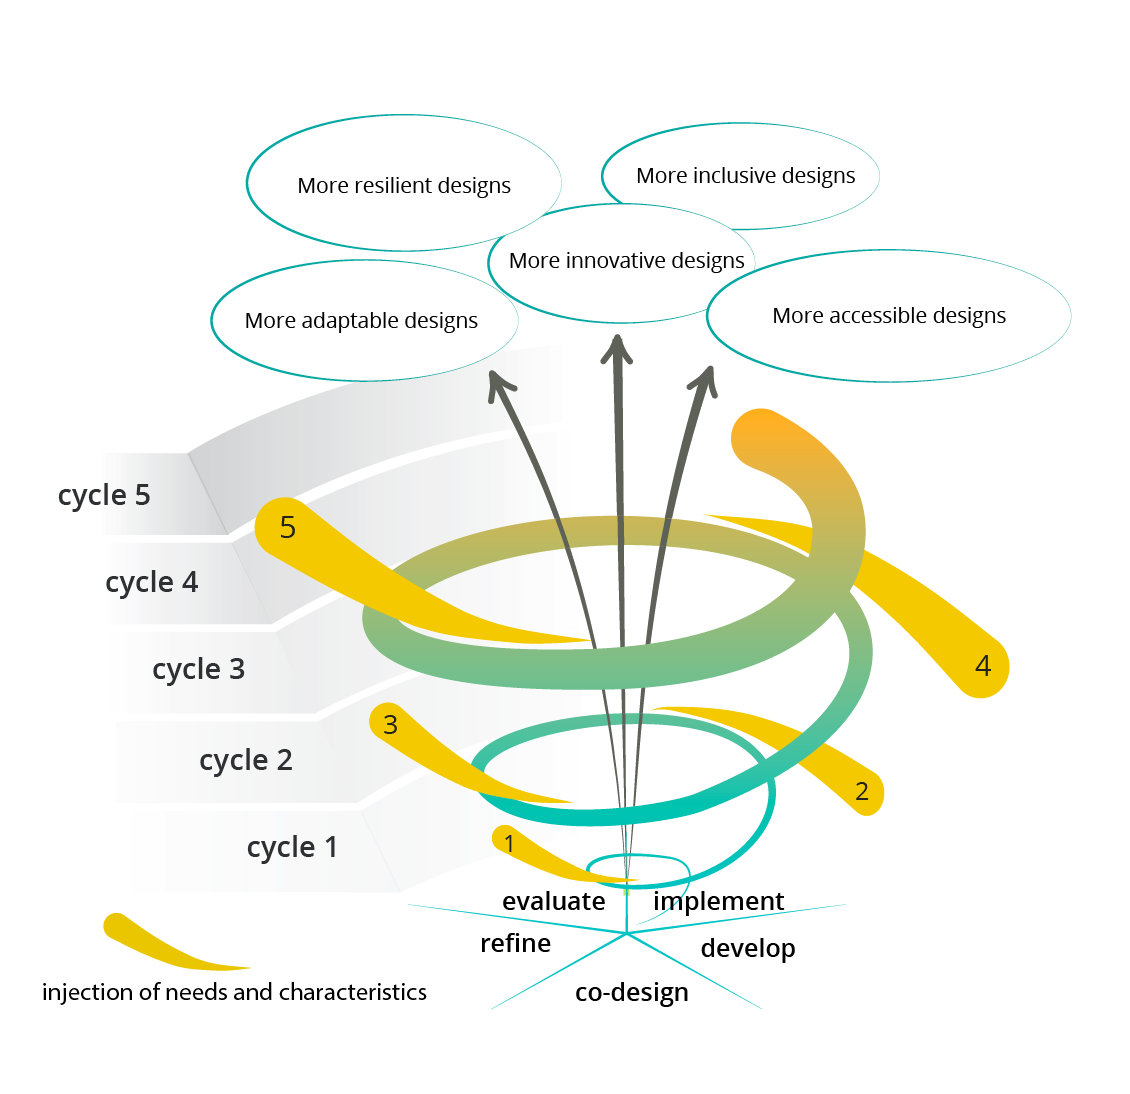 More resilient designs
More inclusive designs
More innovative designs
More adaptable designs
More accessible designs
cycle 5
5
cycle 4
4
cycle 3
3
cycle 2
2
cycle 1
1
evaluate
implement
refine
develop
co-design
injection of needs and characteristics